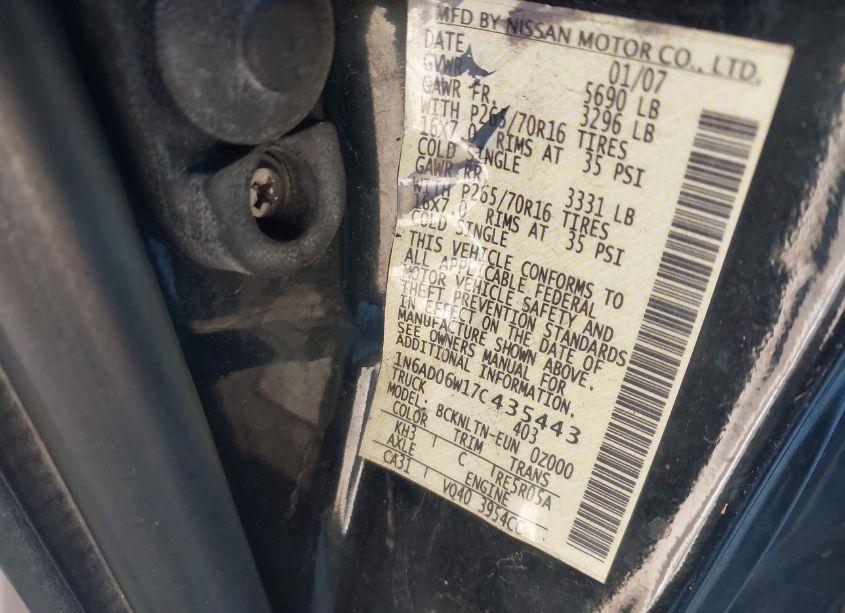 MFD BY NISSAN MOTOR CO., LTD.
DATE 01/07
GVWR 5690 LB
GAWR FR. 3296 LB
WITH P265/70R16 TIRES
16X7.0 RIMS AT 35 PSI
COLD SINGLE
GAWR RR. 3331 LB
WITH P265/70R16 TIRES
16X7.0 RIMS AT 35 PSI
COLD SINGLE
THIS VEHICLE CONFORMS TO
ALL APPLICABLE FEDERAL
MOTOR VEHICLE SAFETY AND
THEFT PREVENTION STANDARDS
IN EFFECT ON THE DATE OF
MANUFACTURE SHOWN ABOVE.
SEE OWNERS MANUAL FOR
ADDITIONAL INFORMATION.
1N6AD06W17C435443
TRUCK 403
MODEL. BCKNLTN-EUN 0Z000
COLOR TRIM TRANS
KH3 C TRE5R05A
AXLE ENGINE
CA31 VQ40 3954CC